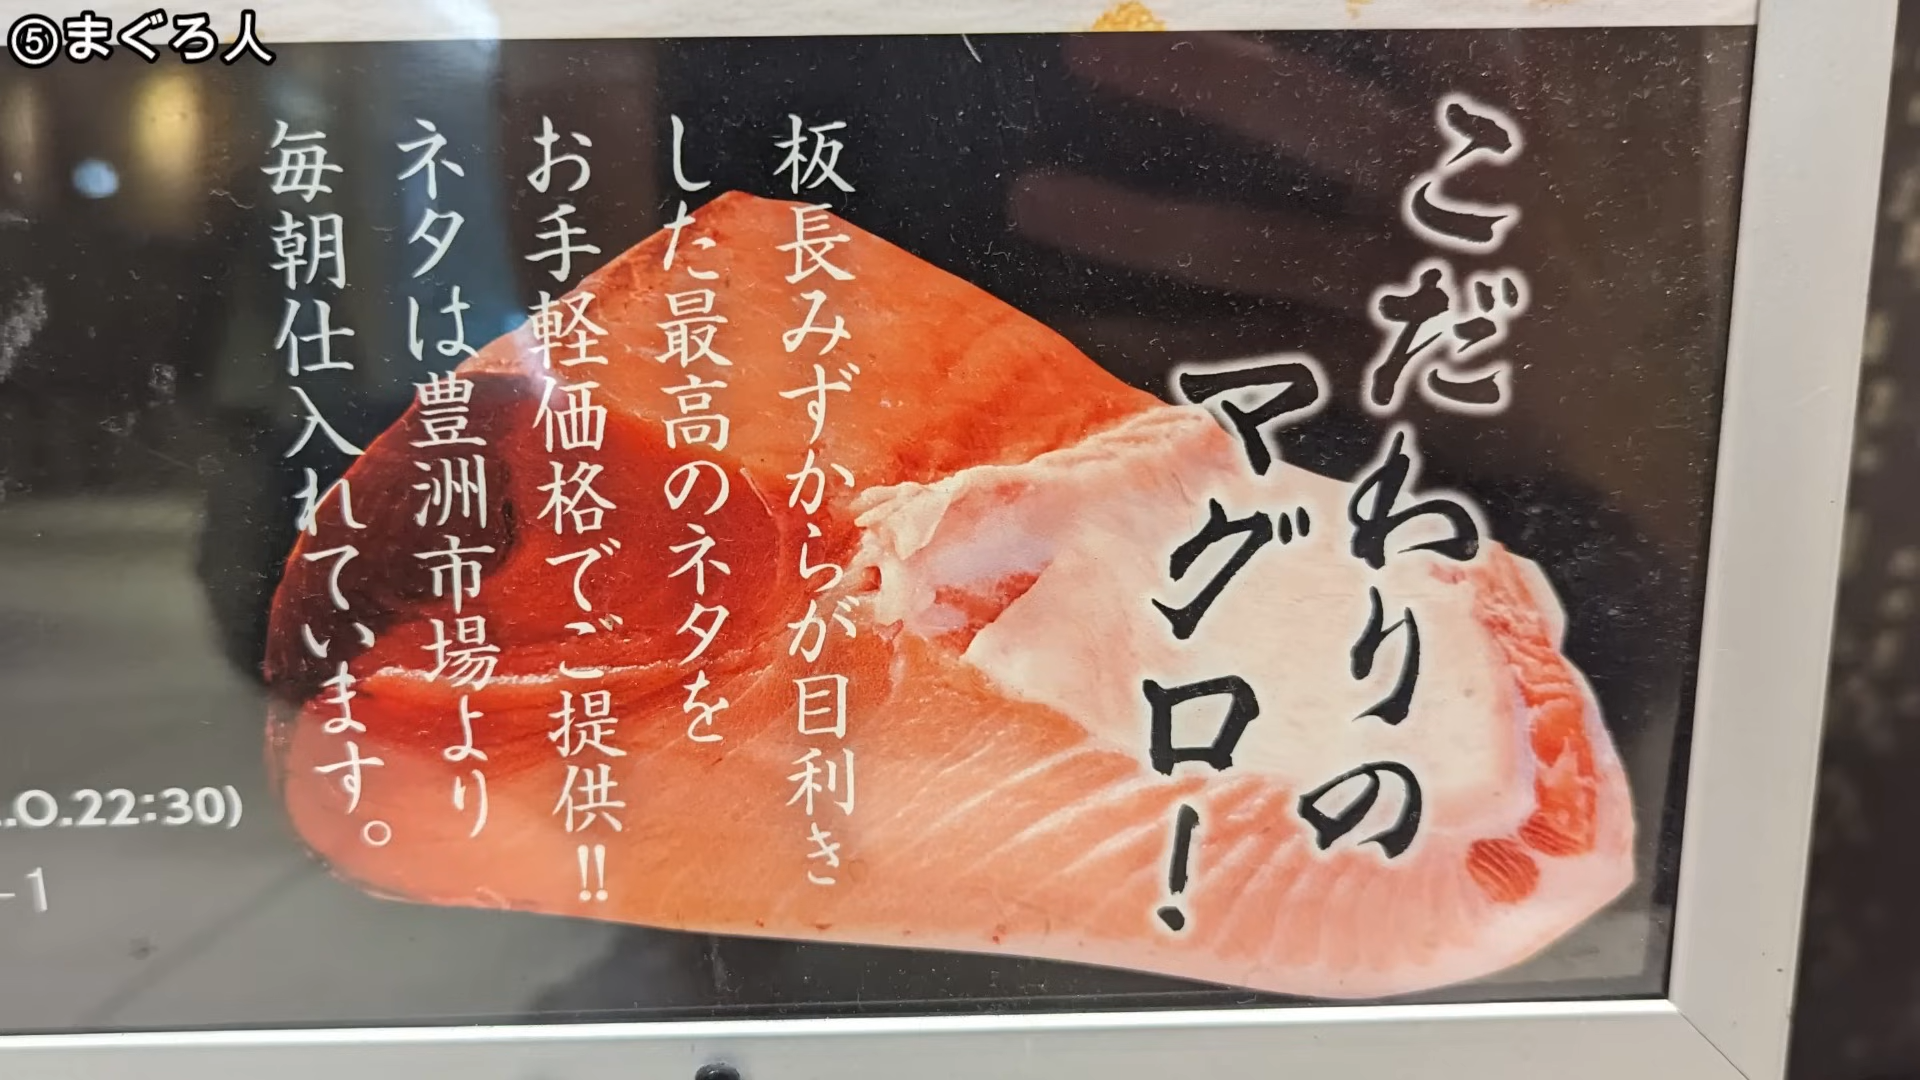 ⑤まぐろ人
こだわりの
マグロ！
板長みずからが目利き
した最高のネタを
お手軽価格でご提供!!
ネタは豊洲市場より
毎朝仕入れています。
.O.22:30)
-1